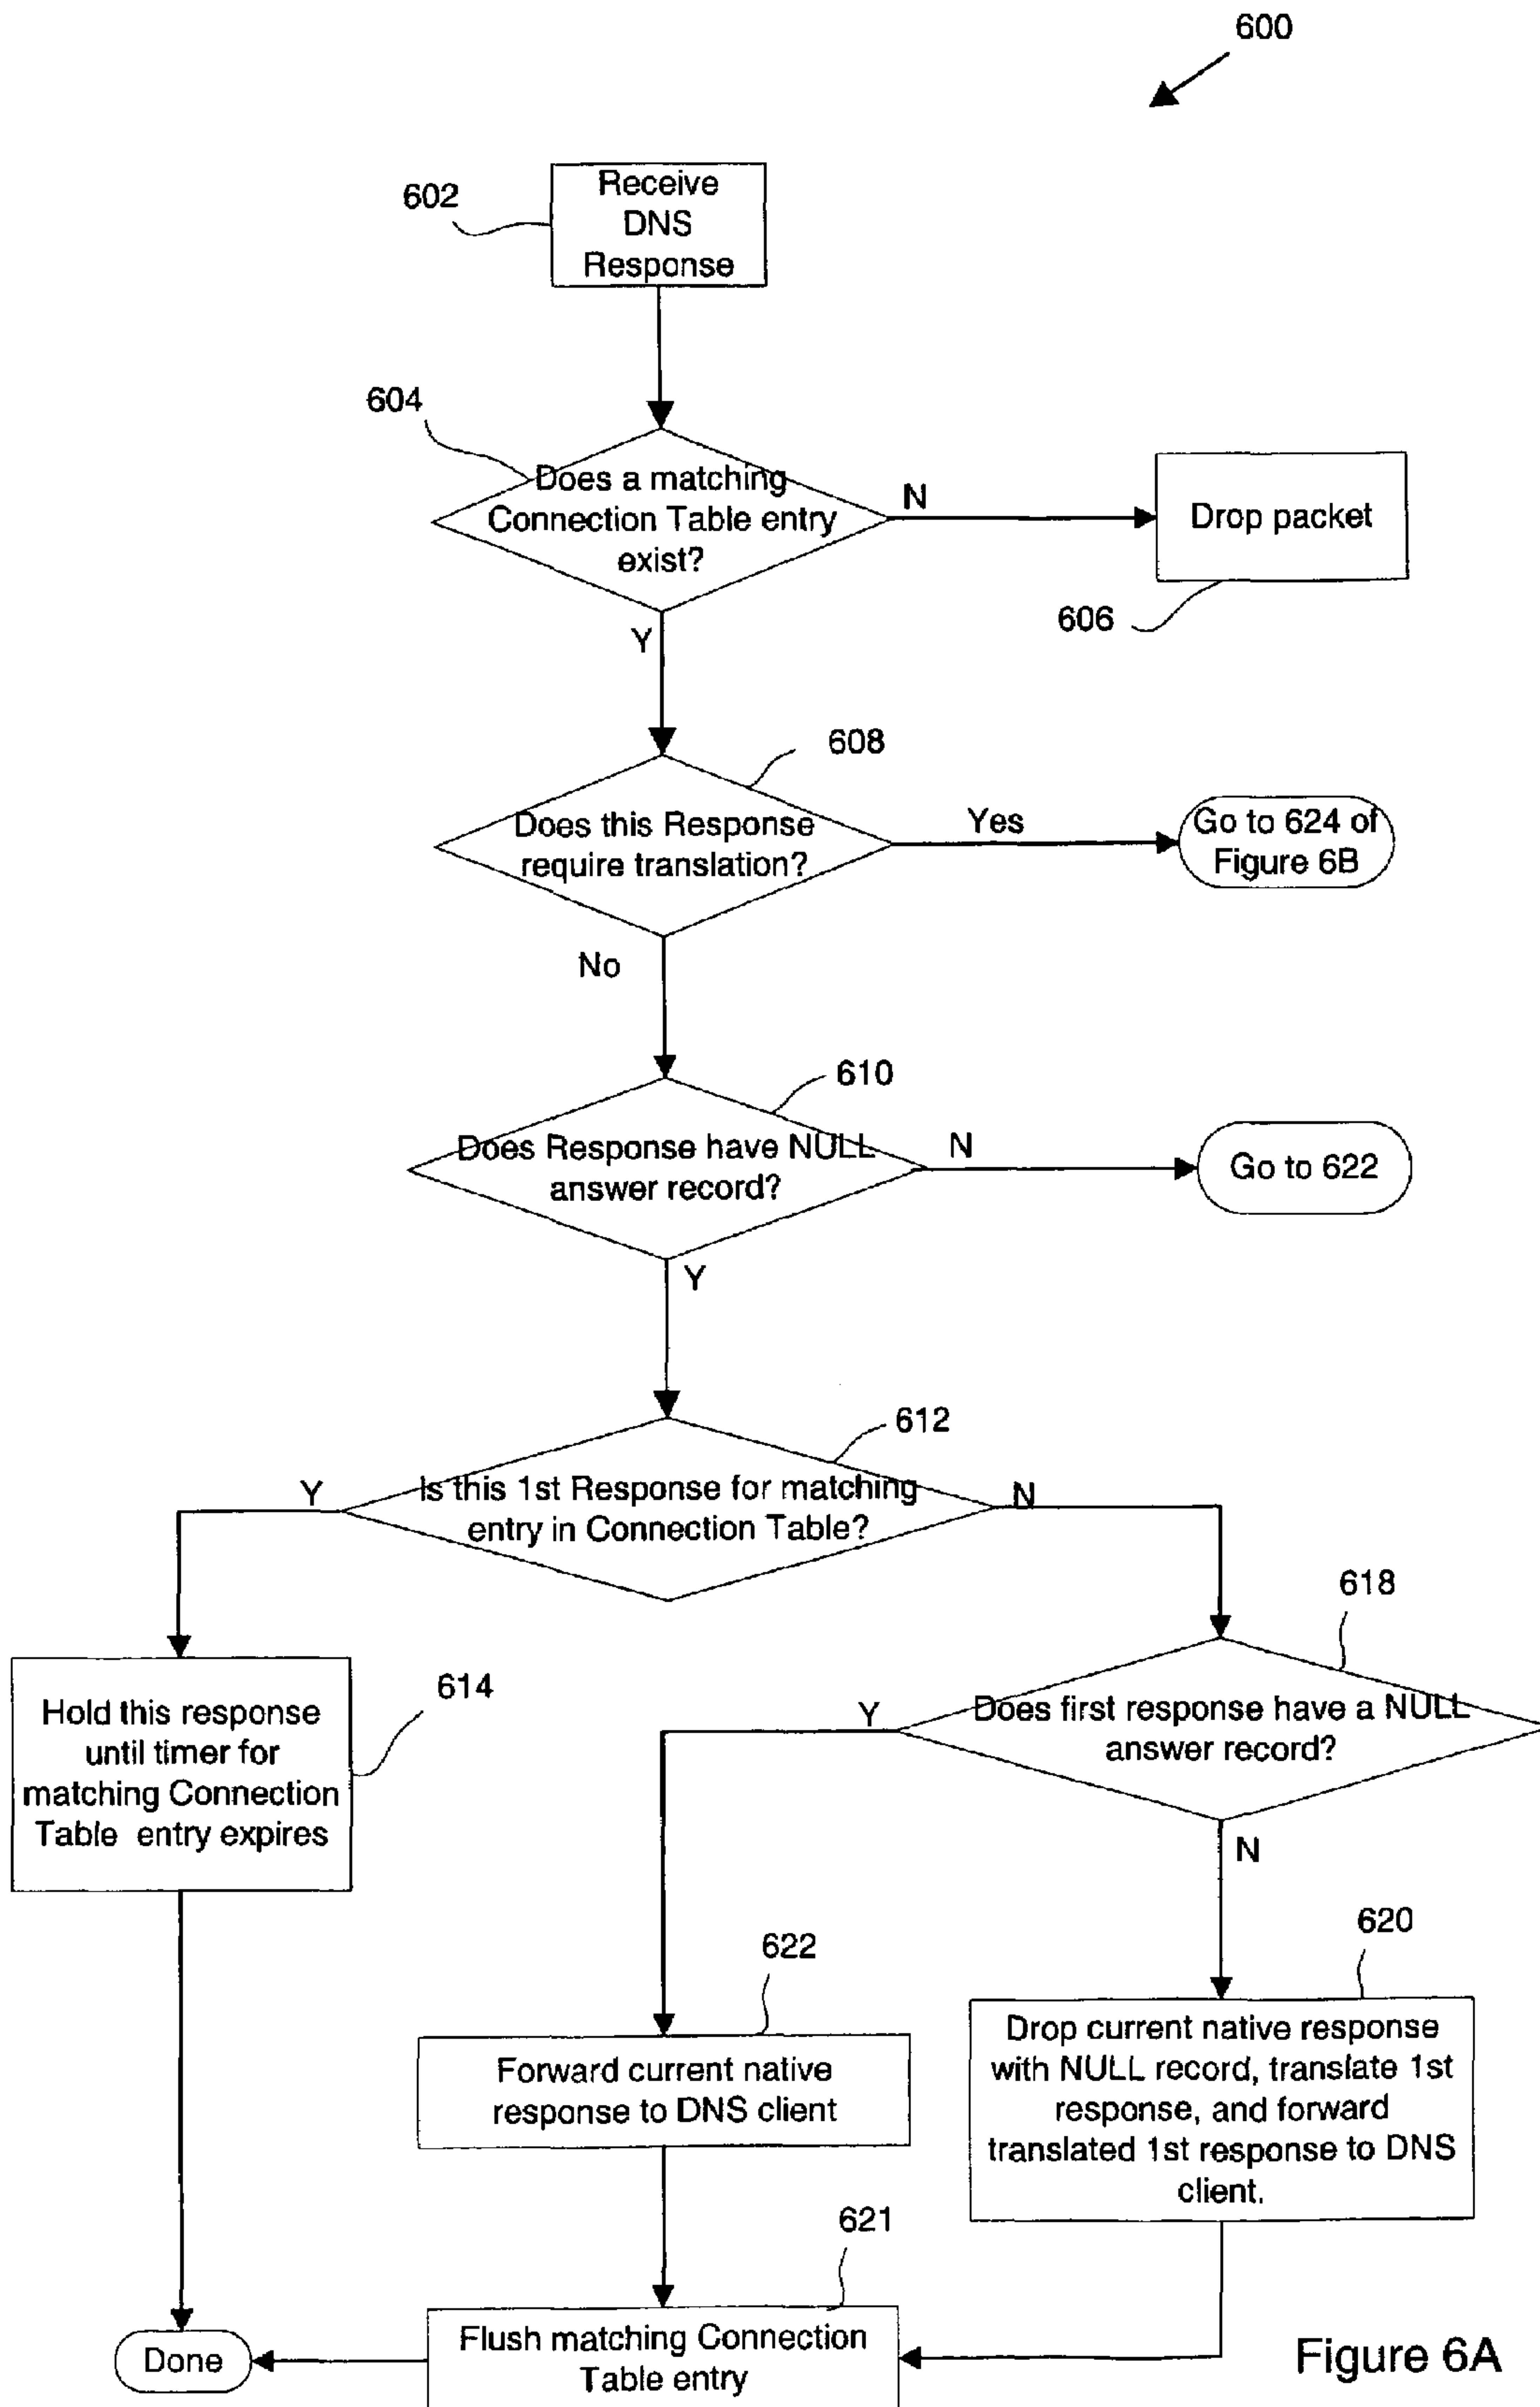 600
602
Receive
DNS
Response
604
Does a matching
Connection Table entry
exist?
N
Drop packet
606
Y
608
Does this Response
require translation?
Yes
Go to 624 of
Figure 6B
No
610
Does Response have NULL
answer record?
N
Go to 622
Y
612
Is this 1st Response for matching
entry in Connection Table?
Y
N
618
614
Hold this response
until timer for
matching Connection
Table entry expires
Does first response have a NULL
answer record?
Y
N
620
622
Forward current native
response to DNS client
Drop current native response
with NULL record, translate 1st
response, and forward
translated 1st response to DNS
client.
621
Flush matching Connection
Table entry
Done
Figure 6A